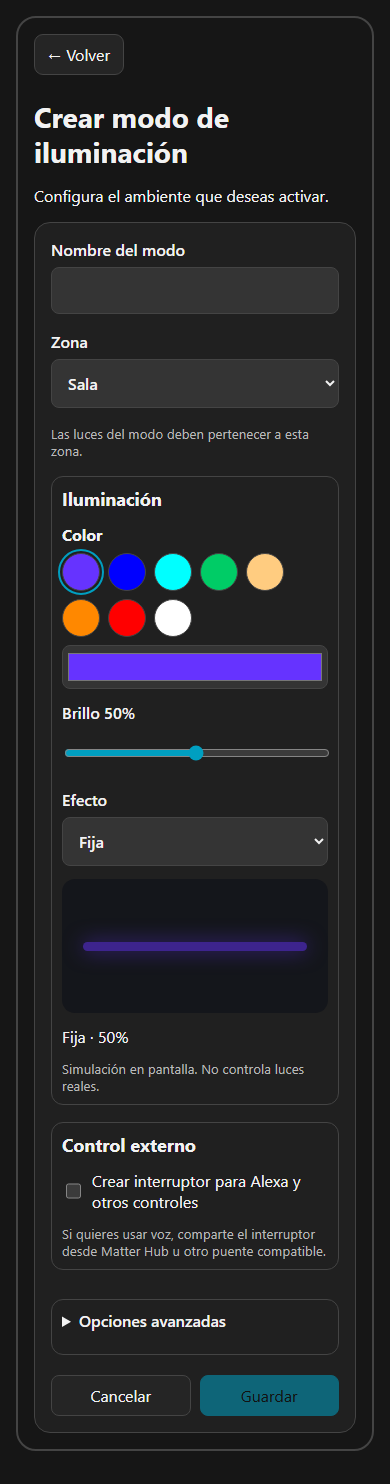 ← Volver
Crear modo de
iluminación
Configura el ambiente que deseas activar.
Nombre del modo
Zona
Sala
Las luces del modo deben pertenecer a esta
zona.
Iluminación
Color
Brillo 50%
Efecto
Fija
Fija · 50%
Simulación en pantalla. No controla luces
reales.
Control externo
Crear interruptor para Alexa y
otros controles
Si quieres usar voz, comparte el interruptor
desde Matter Hub u otro puente compatible.
▶ Opciones avanzadas
Cancelar
Guardar